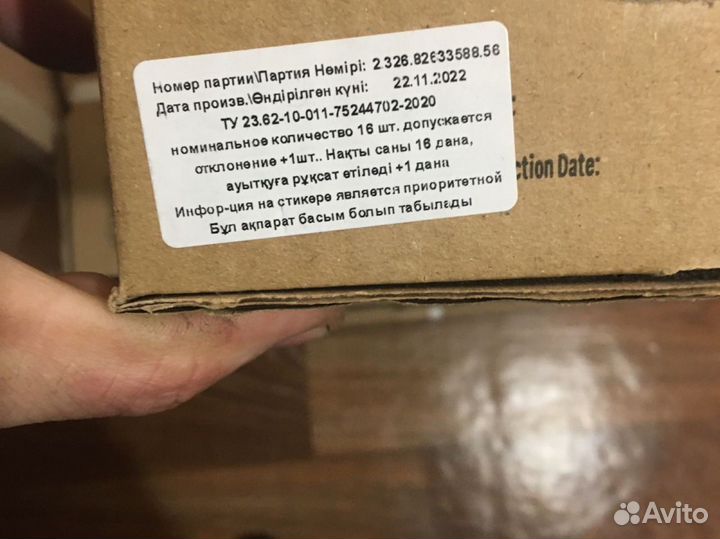 Номер партии\Партия Немірі: 2.326.82633588.56
Дата произв.\Өндірілген күні: 22.11.2022
ТУ 23.62-10-011-75244702-2020
номинальное количество 16 шт. допускается
отклонение +1шт.. Нақты саны 16 дана,
ауытқуға рұқсат етіледі +1 дана
Инфор-ция на стикере является приоритетной
Бұл ақпарат басым болып табылады
ction Date:
Avito